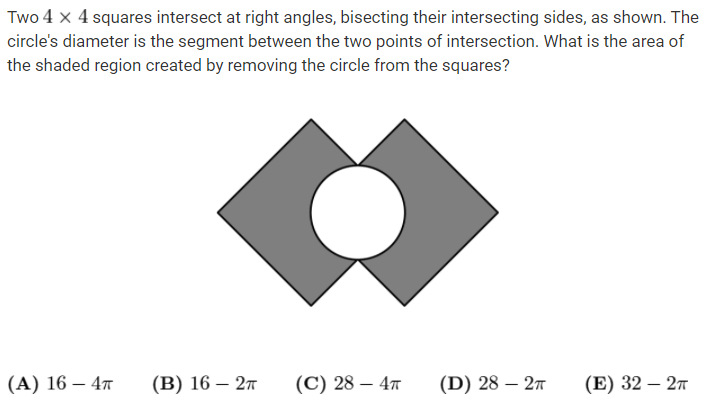 Two 4 × 4 squares intersect at right angles, bisecting their intersecting sides, as shown. The
circle's diameter is the segment between the two points of intersection. What is the area of
the shaded region created by removing the circle from the squares?
(A) 16 − 4π (B) 16 − 2π (C) 28 − 4π (D) 28 − 2π (E) 32 − 2π